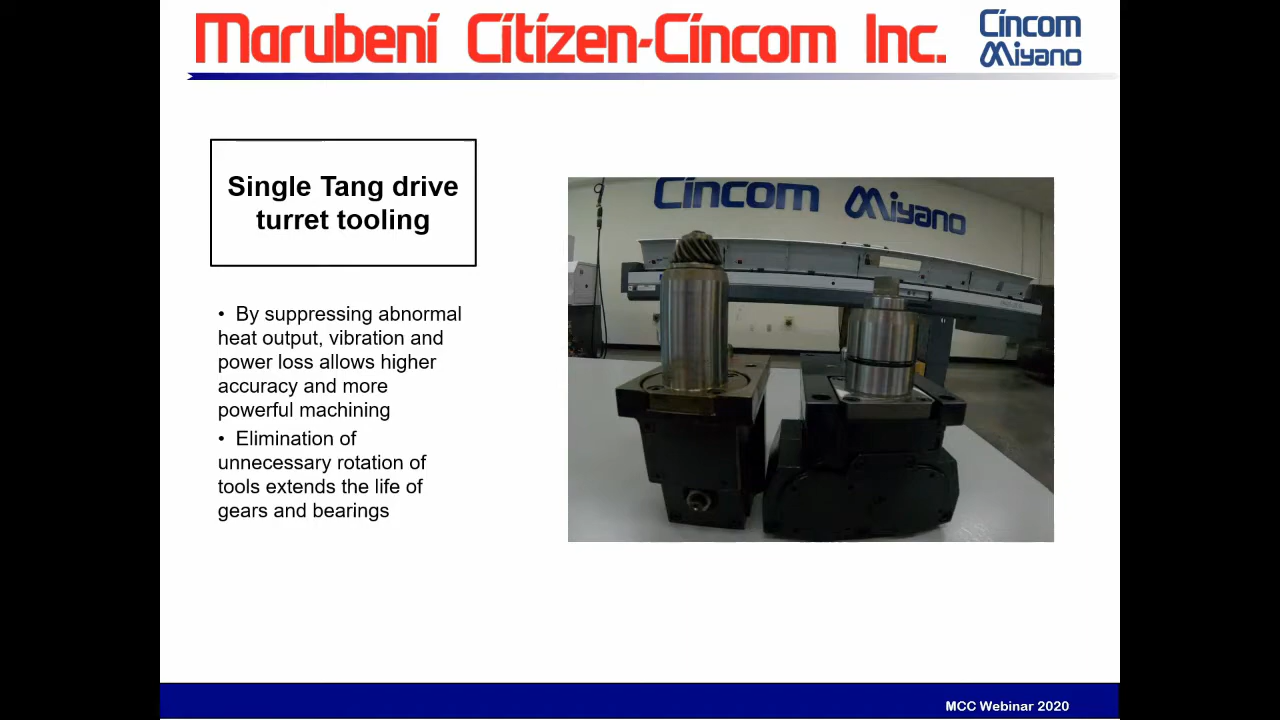 Marubeni Citizen-Cincom Inc.
Cincom
Miyano
Single Tang drive
turret tooling
• By suppressing abnormal
heat output, vibration and
power loss allows higher
accuracy and more
powerful machining
• Elimination of
unnecessary rotation of
tools extends the life of
gears and bearings
Cincom Miyano
MCC Webinar 2020